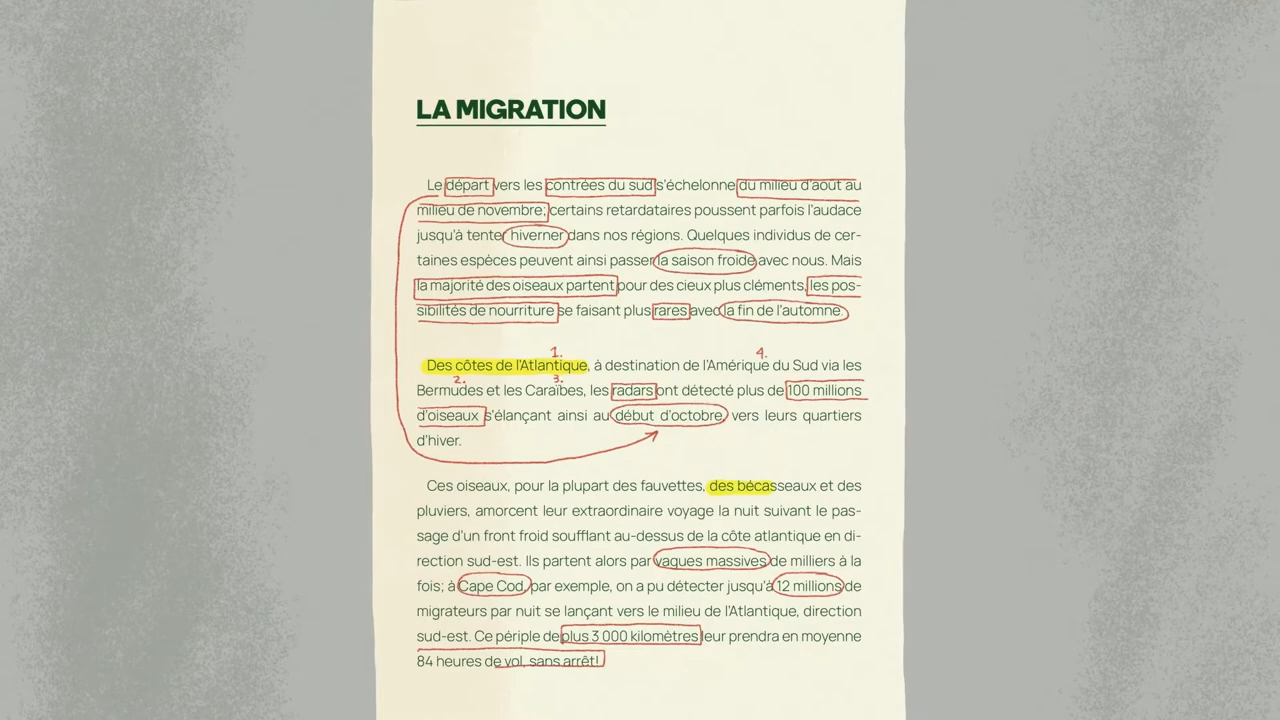 LA MIGRATION
Le départ vers les contrées du sud s'échelonne du milieu d'août au
milieu de novembre; certains retardataires poussent parfois l'audace
jusqu'à tenter hiverner dans nos régions. Quelques individus de cer-
taines espèces peuvent ainsi passer la saison froide avec nous. Mais
la majorité des oiseaux partent pour des cieux plus cléments, les pos-
sibilités de nourriture se faisant plus rares avec la fin de l'automne.
1. 4.
Des côtes de l'Atlantique, à destination de l'Amérique du Sud via les
2. 3.
Bermudes et les Caraïbes, les radars ont détecté plus de 100 millions
d'oiseaux s'élançant ainsi au début d'octobre, vers leurs quartiers
d'hiver.
Ces oiseaux, pour la plupart des fauvettes, des bécasseaux et des
pluviers, amorcent leur extraordinaire voyage la nuit suivant le pas-
sage d'un front froid soufflant au-dessus de la côte atlantique en di-
rection sud-est. Ils partent alors par vaques massives de milliers à la
fois; à Cape Cod, par exemple, on a pu détecter jusqu'à 12 millions de
migrateurs par nuit se lançant vers le milieu de l'Atlantique, direction
sud-est. Ce périple de plus 3 000 kilomètres leur prendra en moyenne
84 heures de vol, sans arrêt!